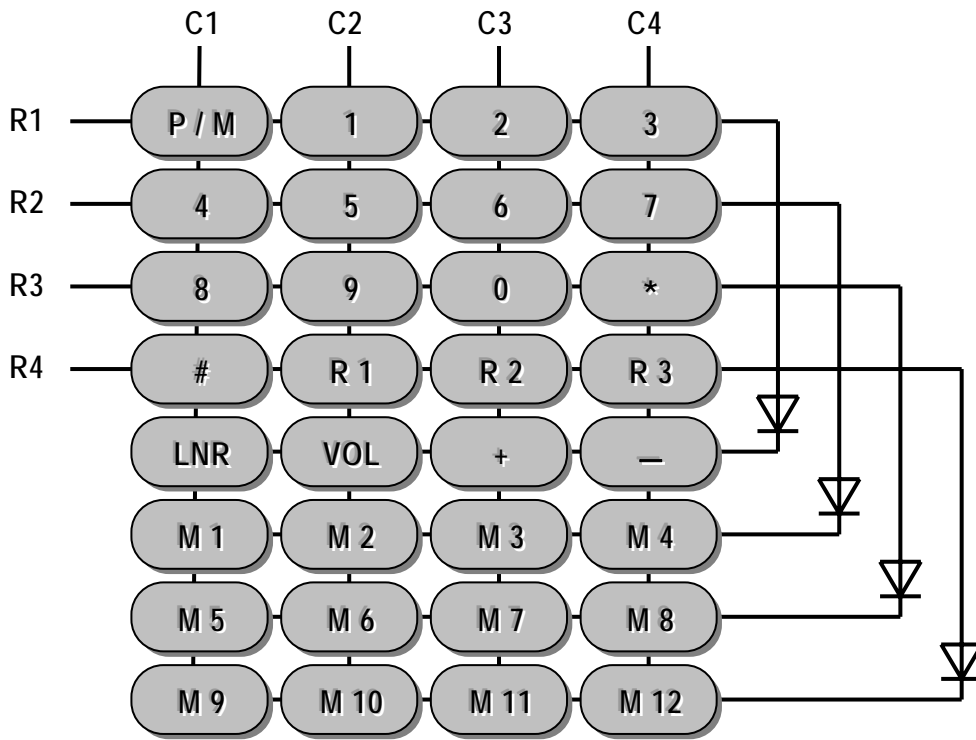 C1 C2 C3 C4
R1 P / M 1 2 3
R2 4 5 6 7
R3 8 9 0 *
R4 # R 1 R 2 R 3
LNR VOL + —
M 1 M 2 M 3 M 4
M 5 M 6 M 7 M 8
M 9 M 10 M 11 M 12